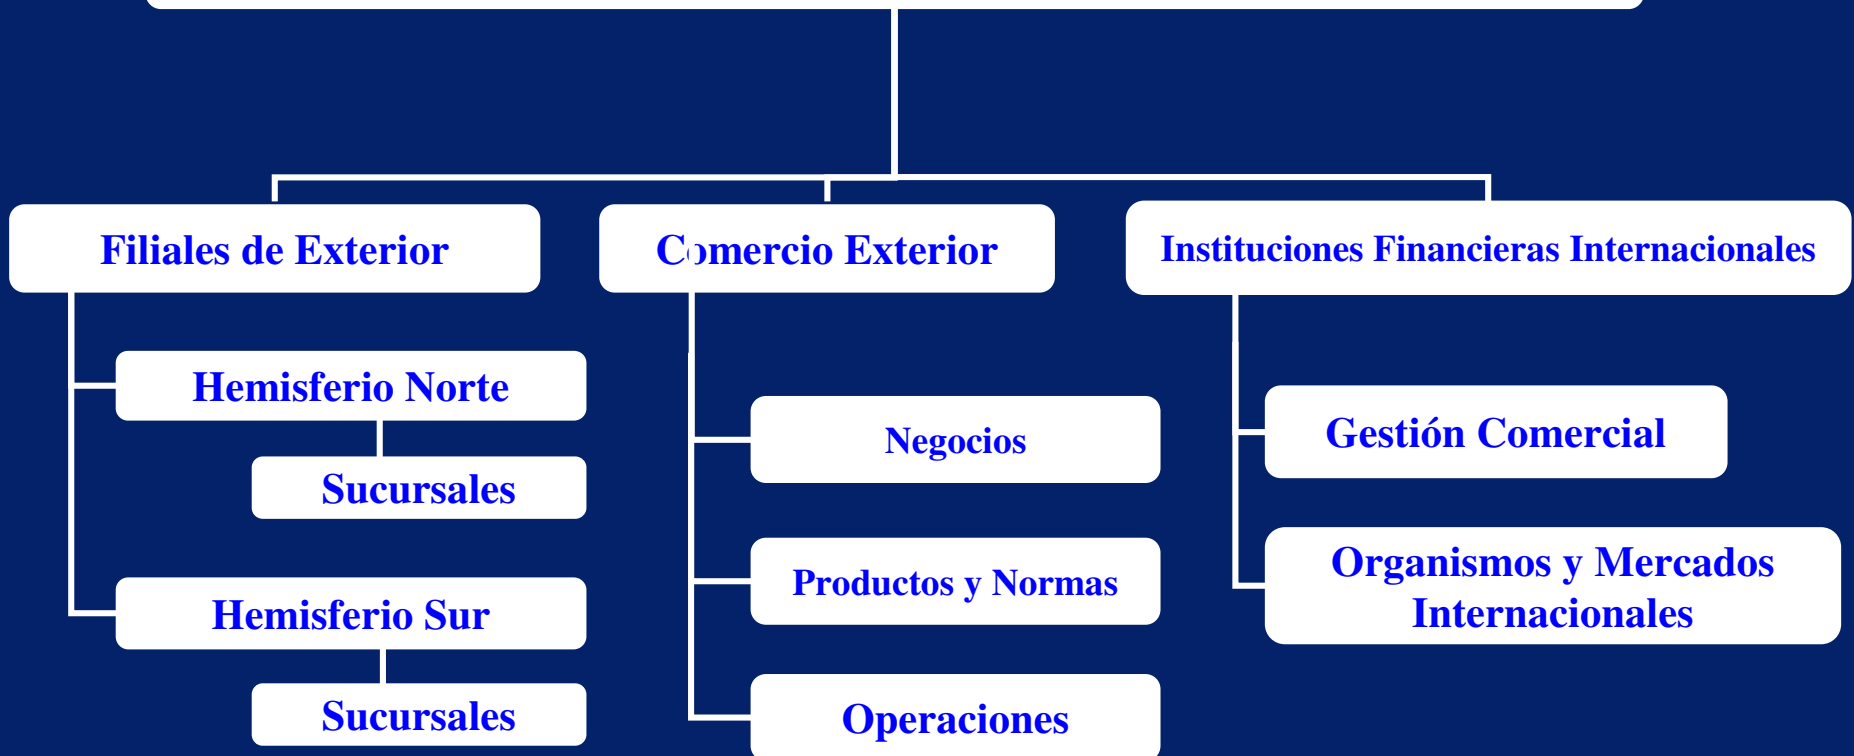 Filiales de Exterior
Comercio Exterior
Instituciones Financieras Internacionales
Hemisferio Norte
Sucursales
Hemisferio Sur
Sucursales
Negocios
Productos y Normas
Operaciones
Gestión Comercial
Organismos y Mercados
Internacionales